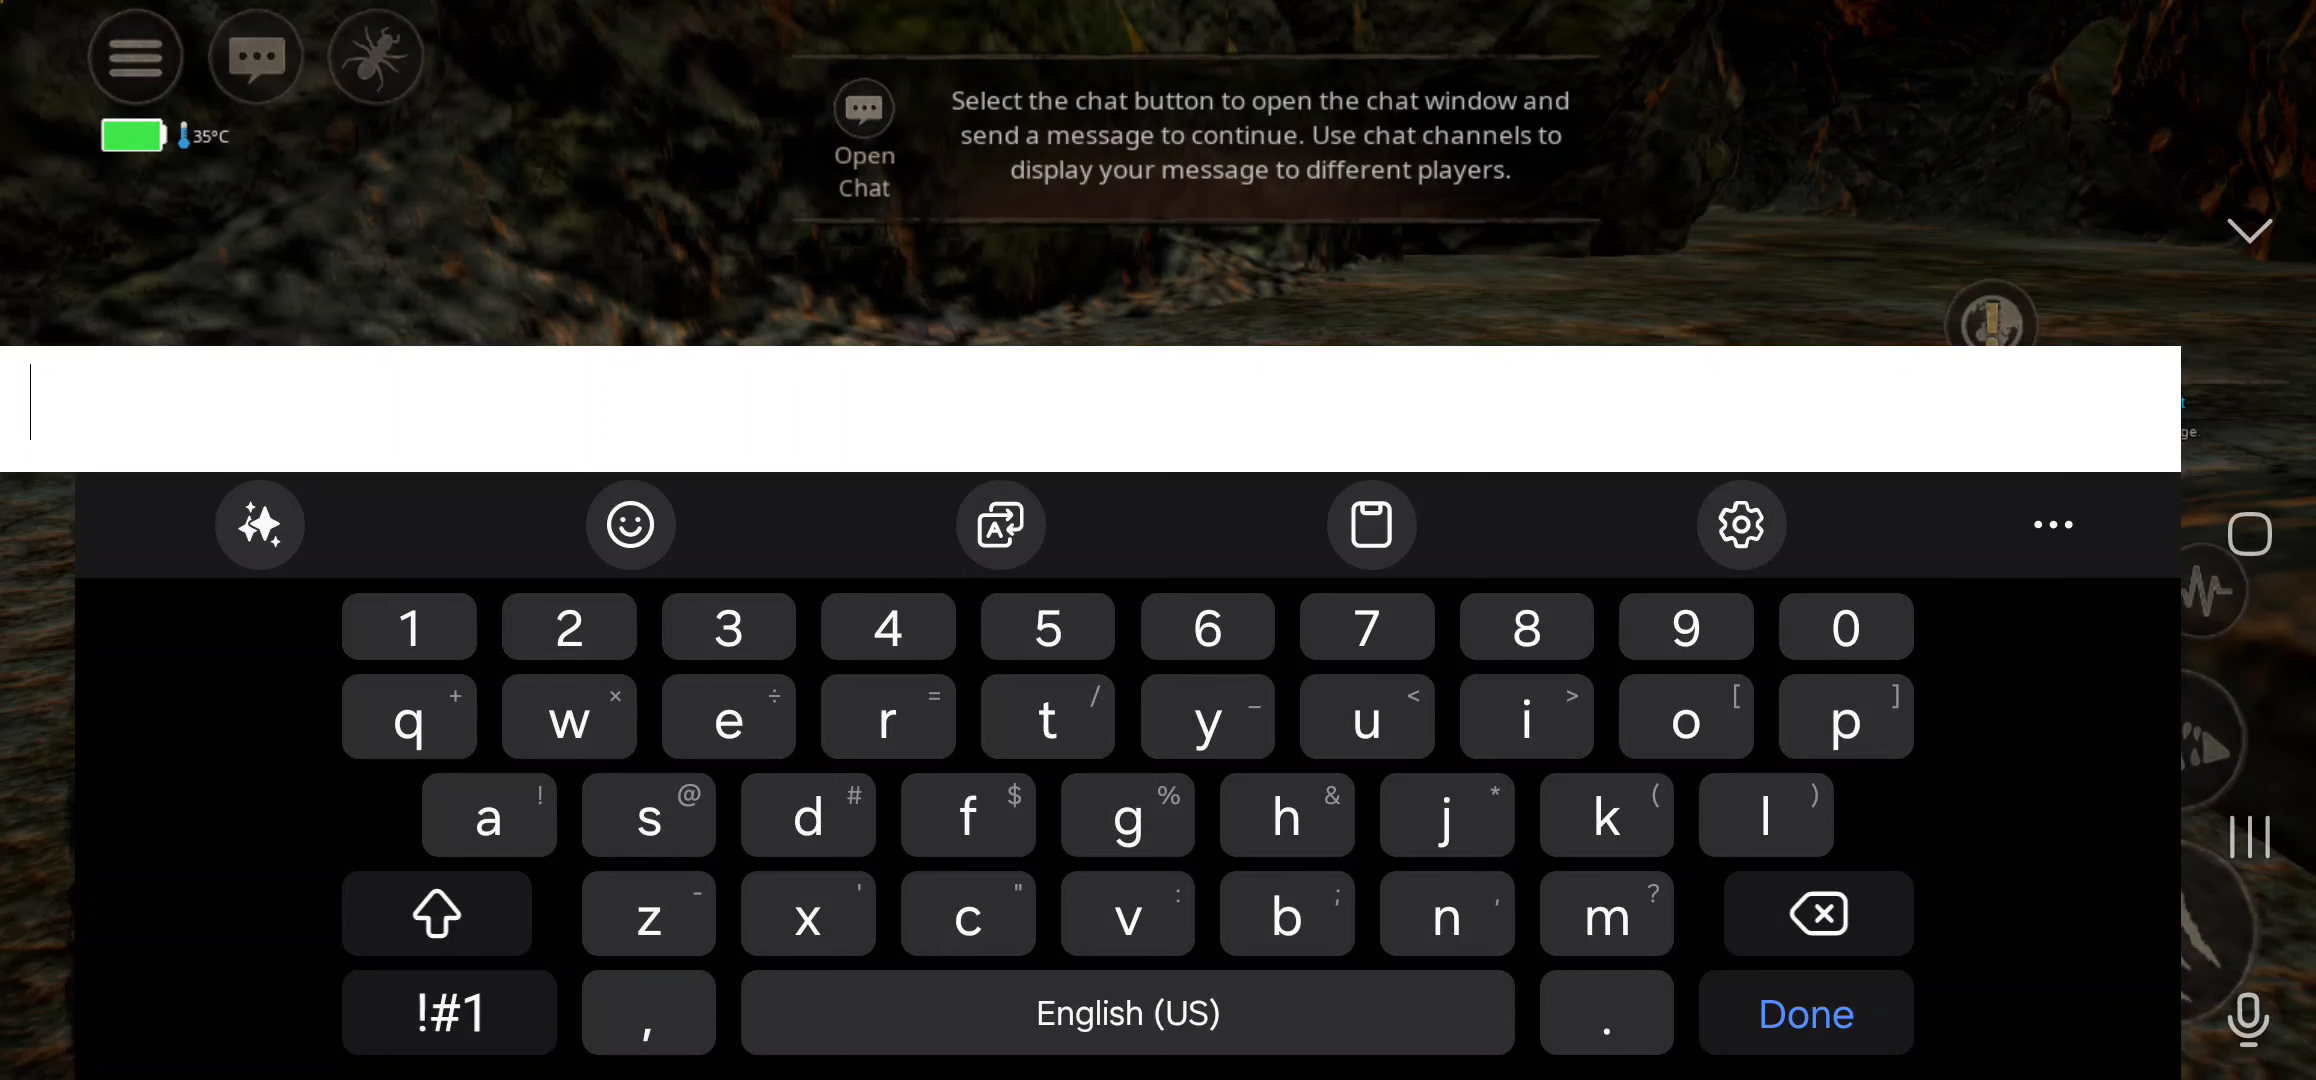 35°C
Open
Chat
Select the chat button to open the chat window and
send a message to continue. Use chat channels to
display your message to different players.
t
ge.
1 2 3 4 5 6 7 8 9 0
q + w × e ÷ r = t / y _ u < i > o [ p ]
a ! s @ d # f $ g % h & j * k ( l )
z - x ' c " v : b ; n , m ?
!#1 , English (US) . Done